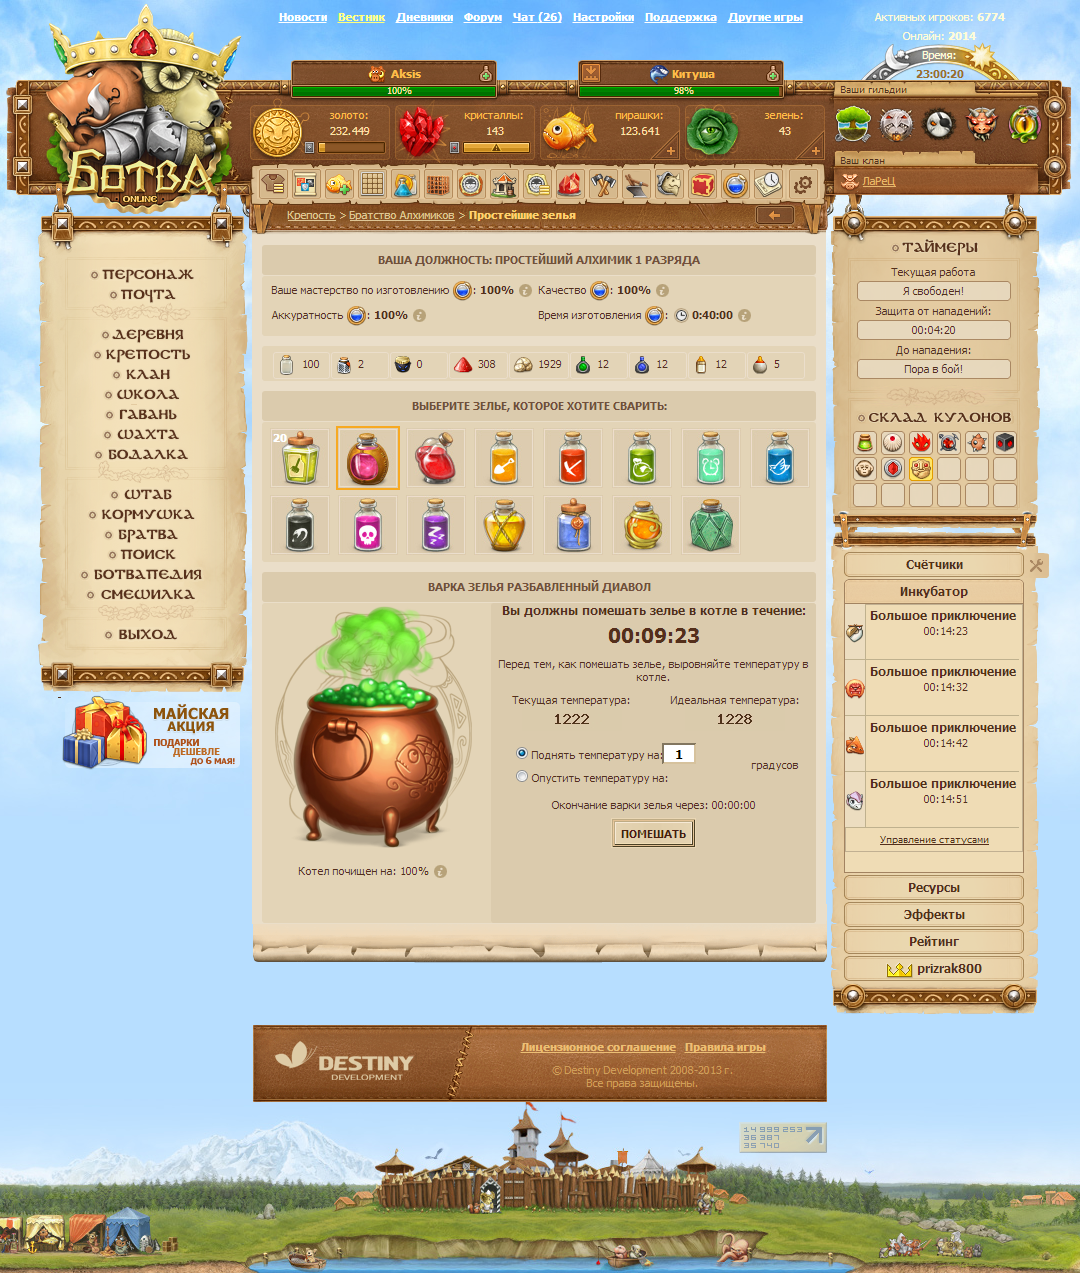 Новости Вестник Дневники Форум Чат (26) Настройки Поддержка Другие игры
Активных игроков: 6774
Онлайн: 2014
Время:
23:00:20
Aksis
100%
Китуша
98%
золото:
232.449
кристаллы:
143
пирашки:
123.641
зелень:
43
Ваши гильдии
Ваш клан
ЛаРеЦ
БОТВА
ONLINE
Крепость > Братство Алхимиков > Простейшие зелья
ПЕРСОНАЖ
ПОЧТА
ДЕРЕВНЯ
КРЕПОСТЬ
КЛАН
ШКОЛА
ГАВАНЬ
ШАХТА
БОДАЛКА
ШТАБ
КОРМУШКА
БРАТВА
ПОИСК
БОТВАПЕДИЯ
СМЕШИЛКА
ВЫХОД
МАЙСКАЯ
АКЦИЯ
ПОДАРКИ
ДЕШЕВЛЕ
ДО 6 МАЯ!
ВАША ДОЛЖНОСТЬ: ПРОСТЕЙШИЙ АЛХИМИК 1 РАЗРЯДА
Ваше мастерство по изготовлению : 100% Качество : 100%
Аккуратность : 100% Время изготовления : 0:40:00
100 2 0 308 1929 12 12 12 5
ВЫБЕРИТЕ ЗЕЛЬЕ, КОТОРОЕ ХОТИТЕ СВАРИТЬ:
20
ВАРКА ЗЕЛЬЯ РАЗБАВЛЕННЫЙ ДИАВОЛ
Вы должны помешать зелье в котле в течение:
00:09:23
Перед тем, как помешать зелье, выровняйте температуру в
котле.
Текущая температура: Идеальная температура:
1222 1228
Поднять температуру на: 1
градусов
Опустить температуру на:
Окончание варки зелья через: 00:00:00
ПОМЕШАТЬ
Котел почищен на: 100%
ТАЙМЕРЫ
Текущая работа
Я свободен!
Защита от нападений:
00:04:20
До нападения:
Пора в бой!
СКЛАД КУЛОНОВ
Счётчики
Инкубатор
Большое приключение
00:14:23
Большое приключение
00:14:32
Большое приключение
00:14:42
Большое приключение
00:14:51
Управление статусами
Ресурсы
Эффекты
Рейтинг
prizrak800
DESTINY
DEVELOPMENT
Лицензионное соглашение Правила игры
© Destiny Development 2008-2013 г.
Все права защищены.
14 999 253
36 387
35 740